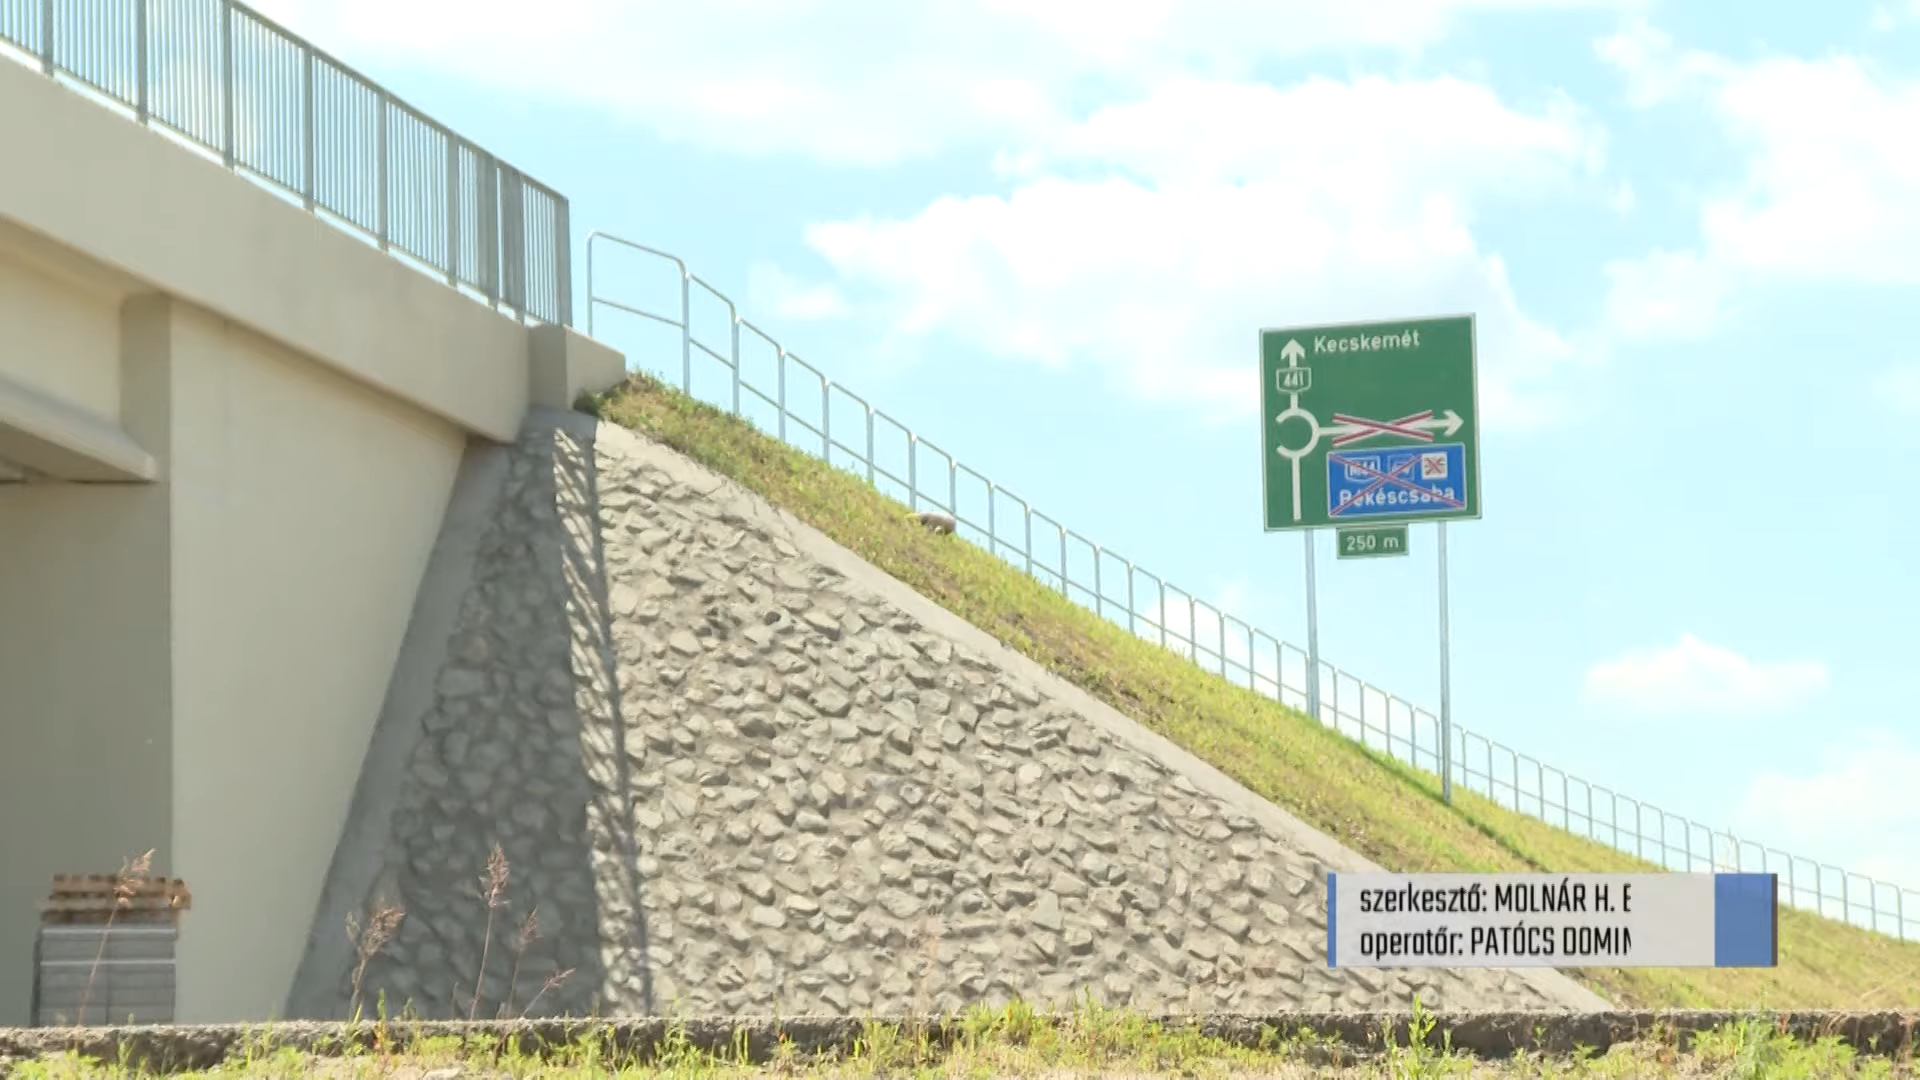 Kecskemét
441
Békéscsaba
250 m
szerkesztő: MOLNÁR H. E
operatőr: PATÓCS DOMIN